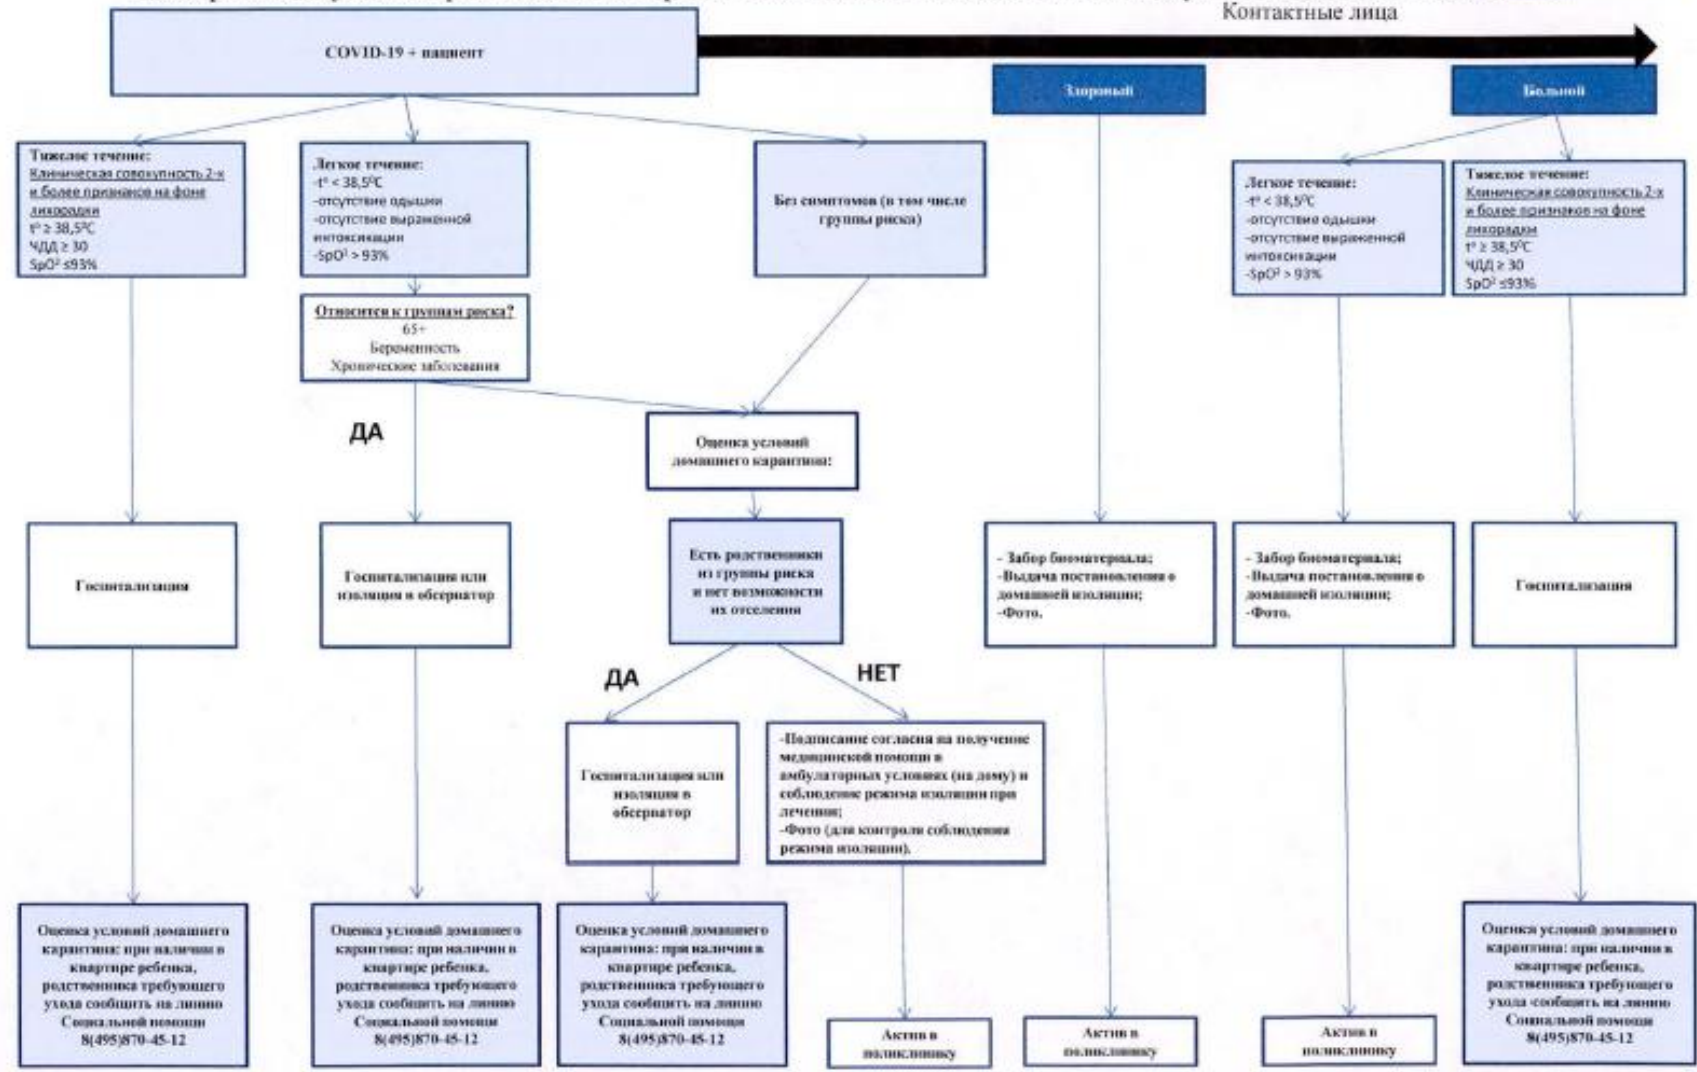 Контактные лица
COVID-19 + пациент
Здоровый
Больной
Тяжелое течение:
Клиническая совокупность 2-х
и более признаков на фоне
лихорадки
t° ≥ 38,5⁰С
ЧДД ≥ 30
SpO² ≤93%
Легкое течение:
-t° < 38,5⁰С
-отсутствие одышки
-отсутствие выраженной
интоксикации
-SpO² > 93%
Без симптомов (в том числе
группы риска)
Легкое течение:
-t° < 38,5⁰С
-отсутствие одышки
-отсутствие выраженной
интоксикации
-SpO² > 93%
Тяжелое течение:
Клиническая совокупность 2-х
и более признаков на фоне
лихорадки
t° ≥ 38,5⁰С
ЧДД ≥ 30
SpO² ≤93%
Относится к группам риска?
65+
Беременность
Хронические заболевания
ДА
Оценка условий
домашнего карантина:
Госпитализация
Госпитализация или
изоляция в обсерватор
Есть родственники
из группы риска
и нет возможности
их отселения
- Забор биоматериала;
-Выдача постановления о
домашней изоляции;
-Фото.
- Забор биоматериала;
-Выдача постановления о
домашней изоляции;
-Фото.
Госпитализация
ДА
НЕТ
Госпитализация или
изоляция в
обсерватор
-Подписание согласия на получение
медицинской помощи в
амбулаторных условиях (на дому) и
соблюдение режима изоляции при
лечении;
-Фото (для контроля соблюдения
режима изоляции).
Оценка условий домашнего
карантина: при наличии в
квартире ребенка,
родственника требующего
ухода сообщить на линию
Социальной помощи
8(495)870-45-12
Оценка условий домашнего
карантина: при наличии в
квартире ребенка,
родственника требующего
ухода сообщить на линию
Социальной помощи
8(495)870-45-12
Оценка условий домашнего
карантина: при наличии в
квартире ребенка,
родственника требующего
ухода сообщить на линию
Социальной помощи
8(495)870-45-12
Актив в
поликлинику
Актив в
поликлинику
Актив в
поликлинику
Оценка условий домашнего
карантина: при наличии в
квартире ребенка,
родственника требующего
ухода сообщить на линию
Социальной помощи
8(495)870-45-12